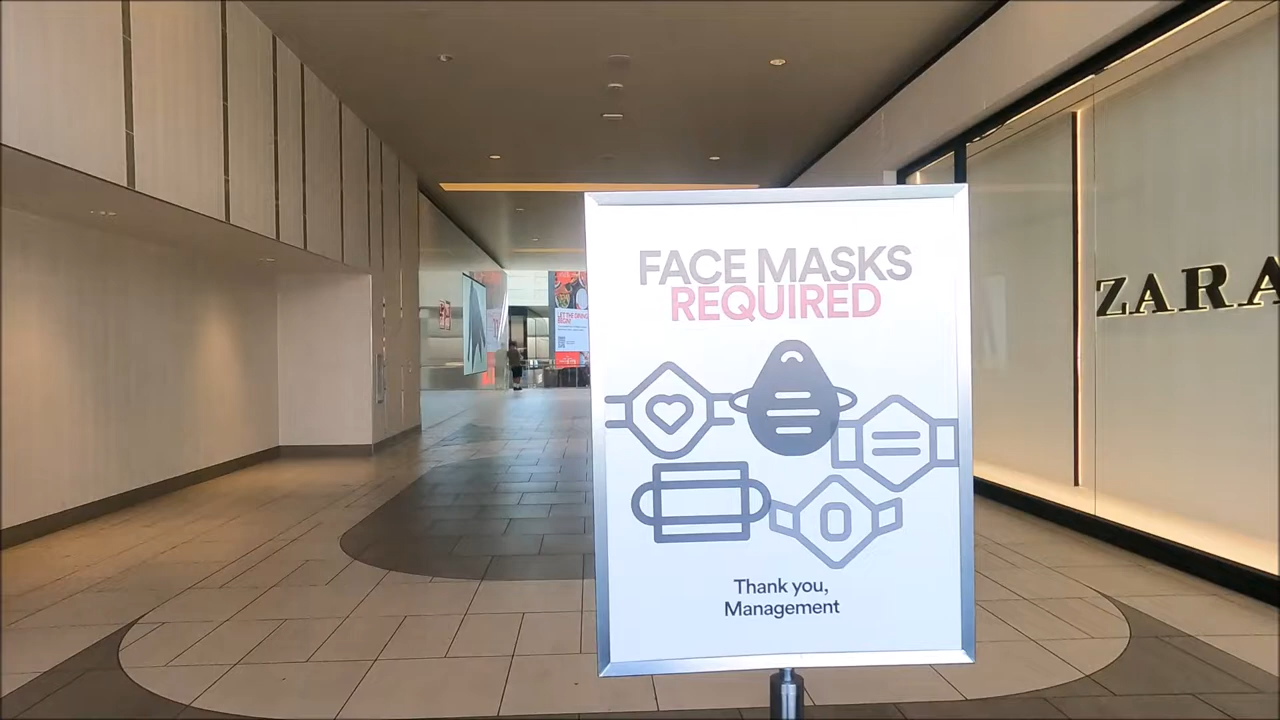 FACE MASKS
REQUIRED
Thank you,
Management
ZARA